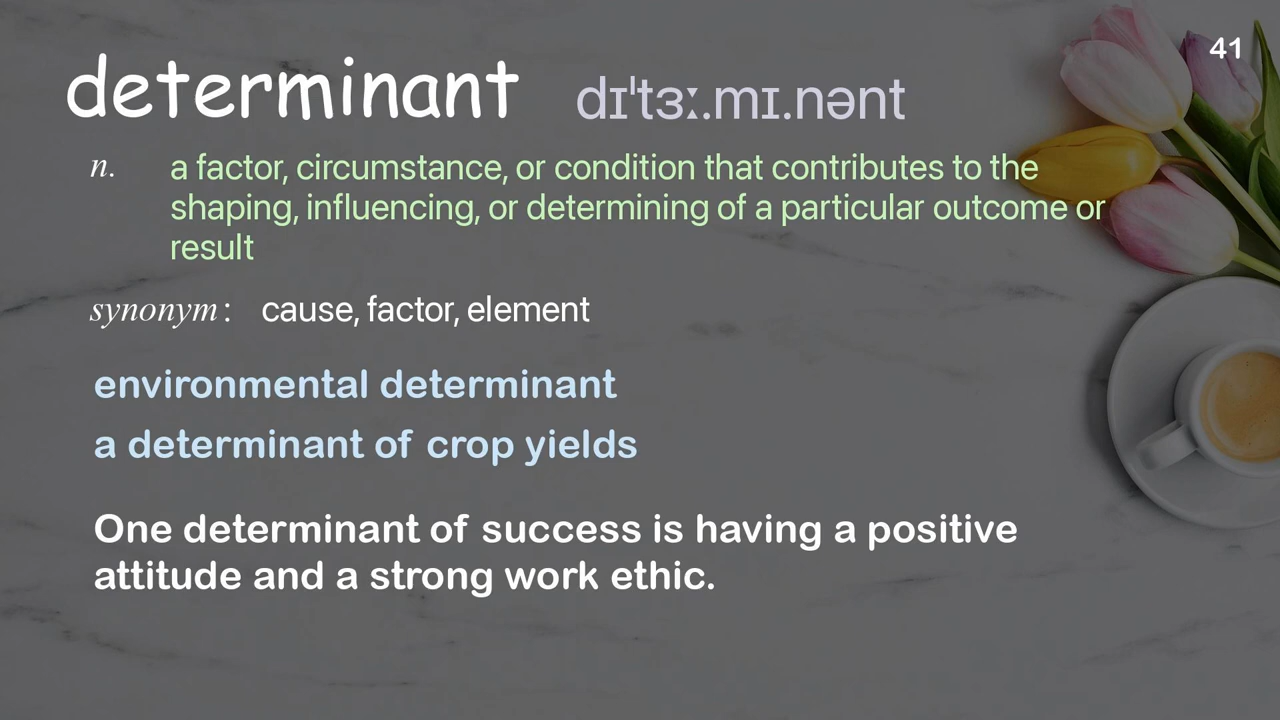 41
determinant dɪˈtɜː.mɪ.nənt
n. a factor, circumstance, or condition that contributes to the
shaping, influencing, or determining of a particular outcome or
result
synonym: cause, factor, element
environmental determinant
a determinant of crop yields
One determinant of success is having a positive
attitude and a strong work ethic.